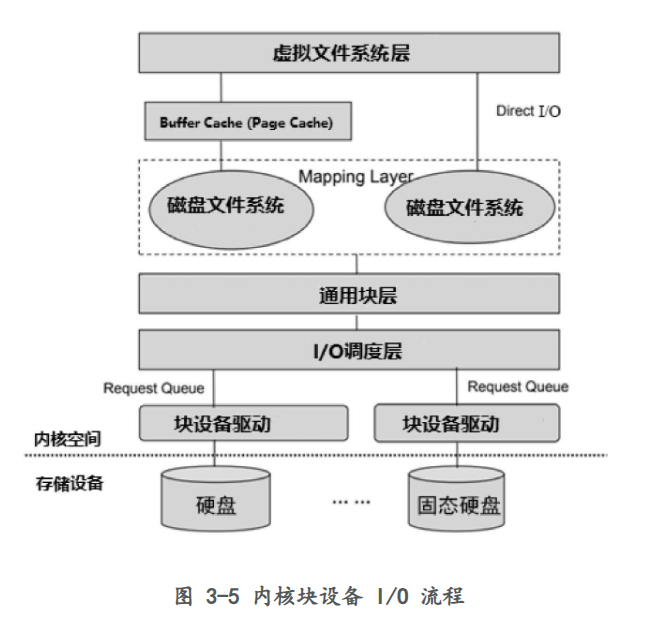 虚拟文件系统层
Buffer Cache (Page Cache)
Direct I/O
Mapping Layer
磁盘文件系统
磁盘文件系统
通用块层
I/O调度层
Request Queue
Request Queue
块设备驱动
块设备驱动
内核空间
存储设备
硬盘
... ...
固态硬盘
图 3-5 内核块设备 I/O 流程